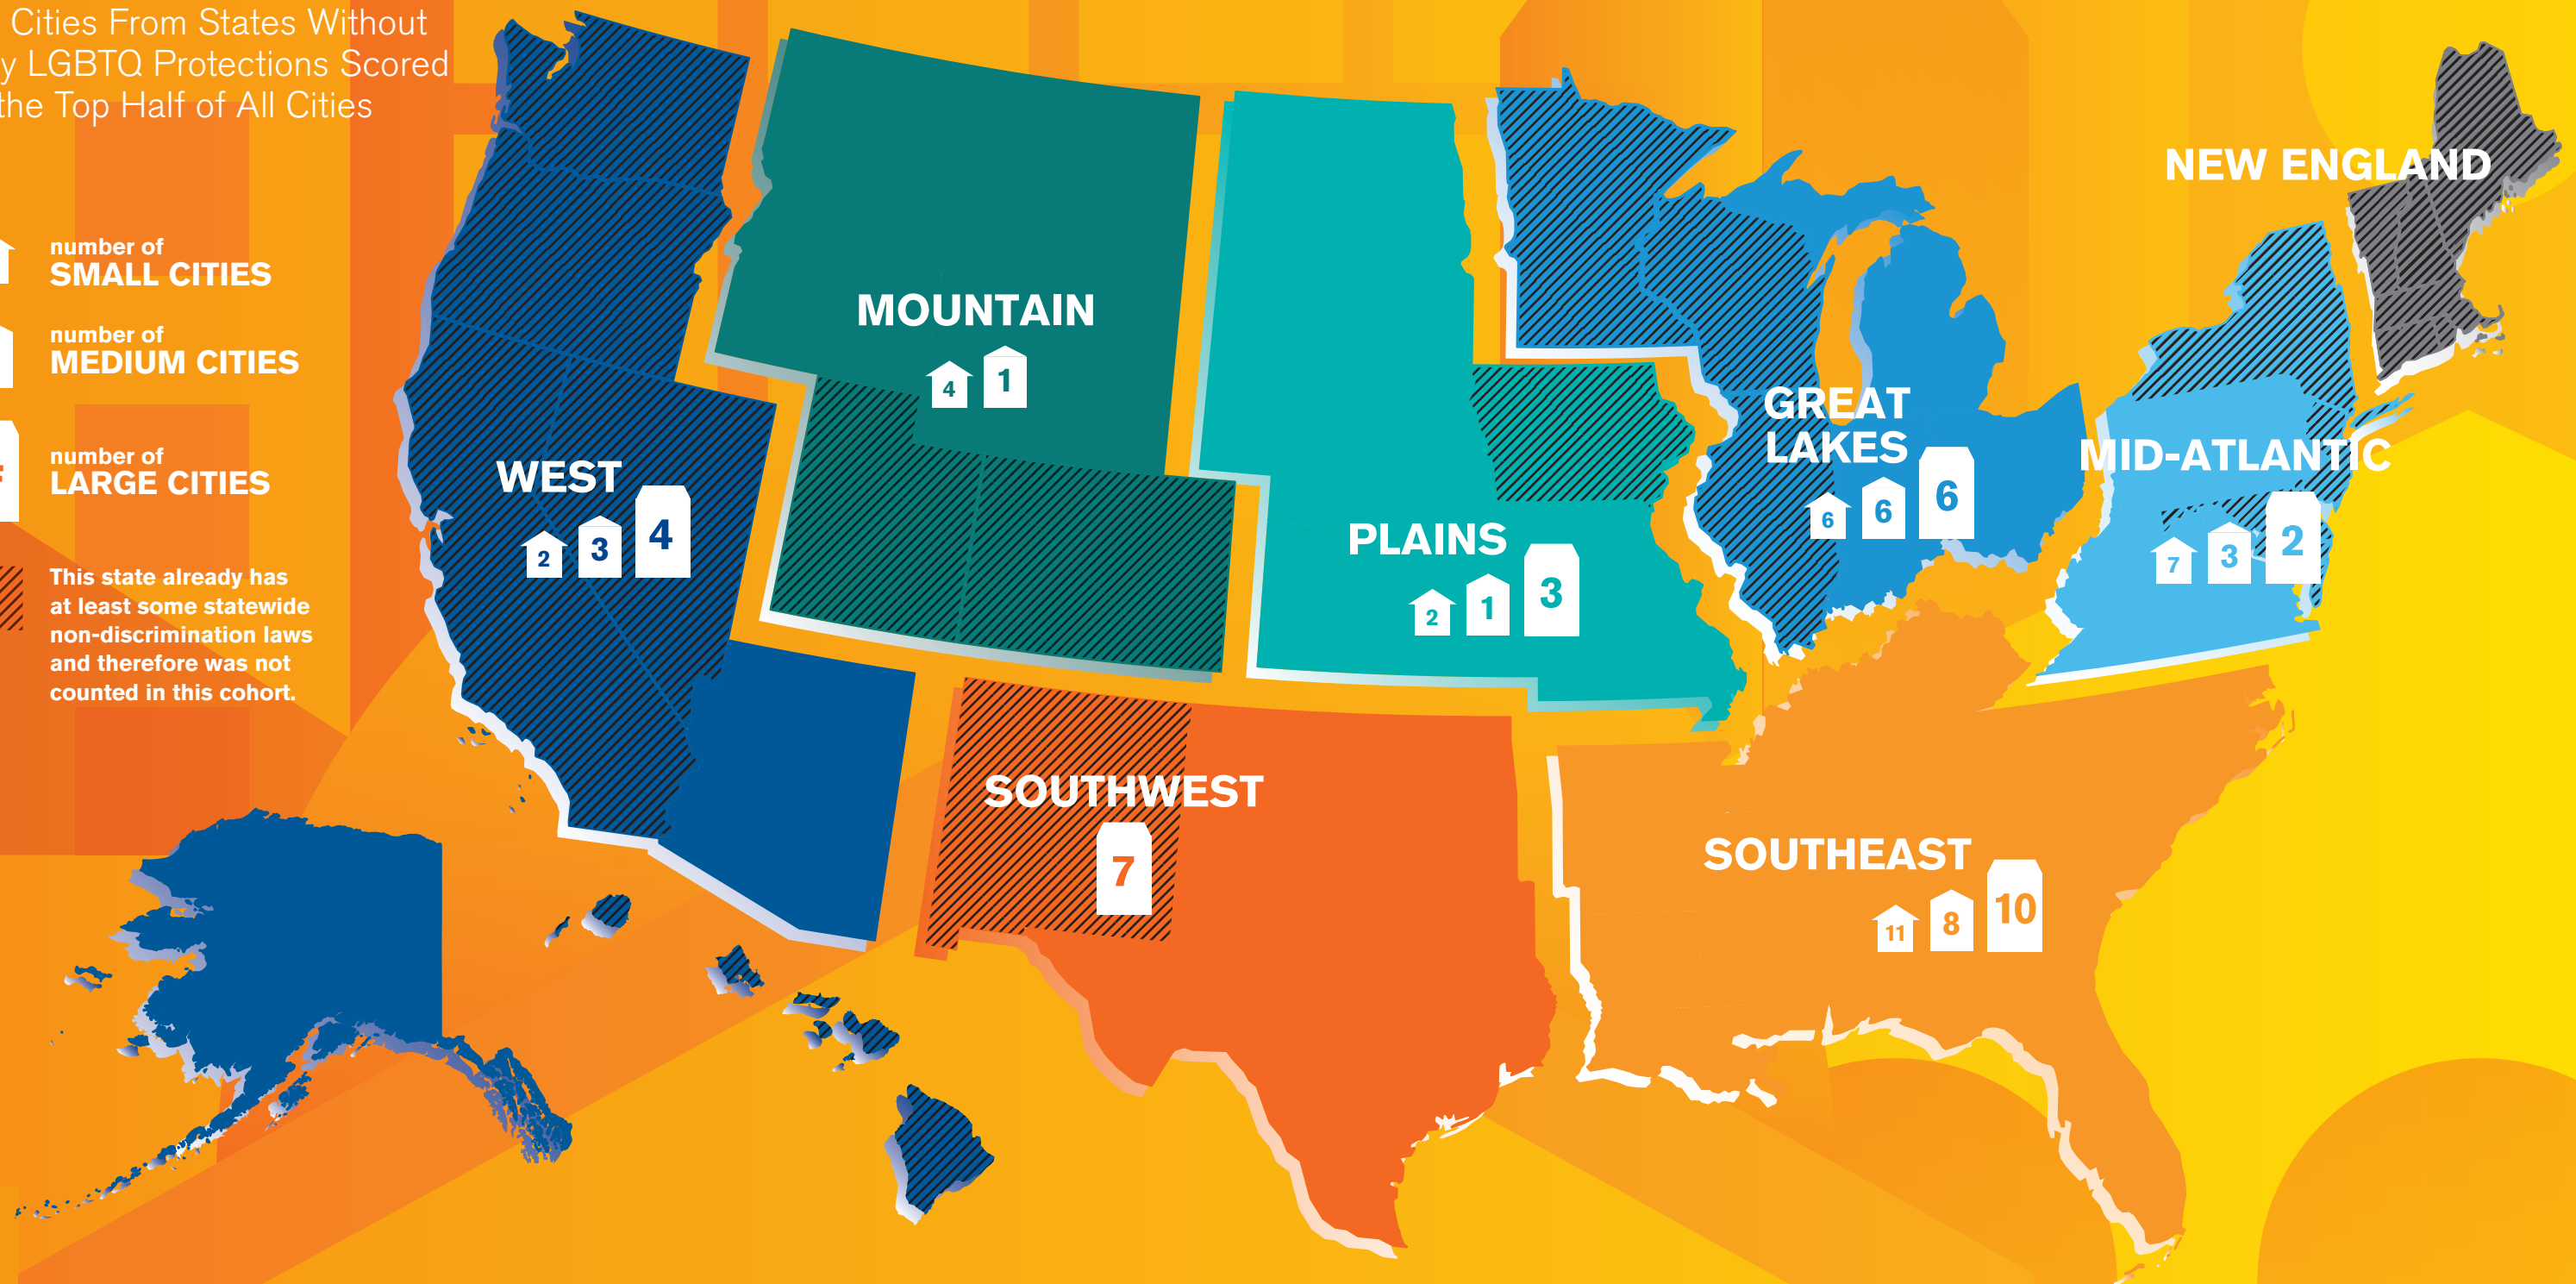 Cities From States Without
y LGBTQ Protections Scored
the Top Half of All Cities
number of
SMALL CITIES
number of
MEDIUM CITIES
number of
LARGE CITIES
This state already has
at least some statewide
non-discrimination laws
and therefore was not
counted in this cohort.
NEW ENGLAND
MOUNTAIN
4 1
GREAT
LAKES
6 6 6
MID-ATLANTIC
7 3 2
WEST
2 3 4
PLAINS
2 1 3
SOUTHWEST
7
SOUTHEAST
11 8 10